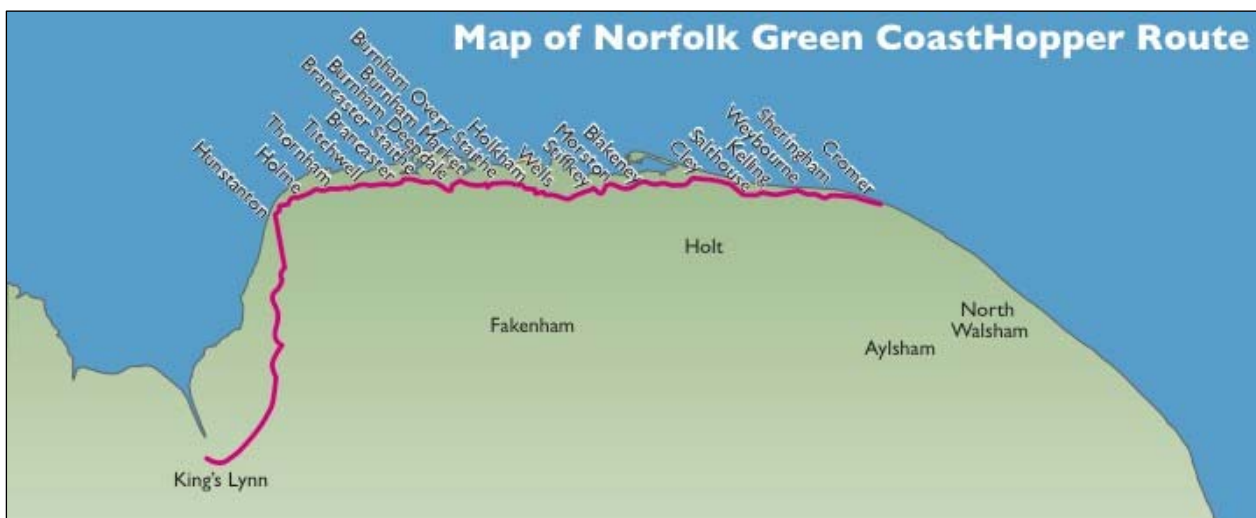 Map of Norfolk Green CoastHopper Route
Hunstanton
Holme
Thornham
Titchwell
Brancaster
Brancaster Staithe
Burnham Deepdale
Burnham Market
Burnham Overy Staithe
Holkham
Wells
Stiffkey
Morston
Blakeney
Cley
Salthouse
Kelling
Weybourne
Sheringham
Cromer
Holt
Fakenham
North
Walsham
Aylsham
King's Lynn